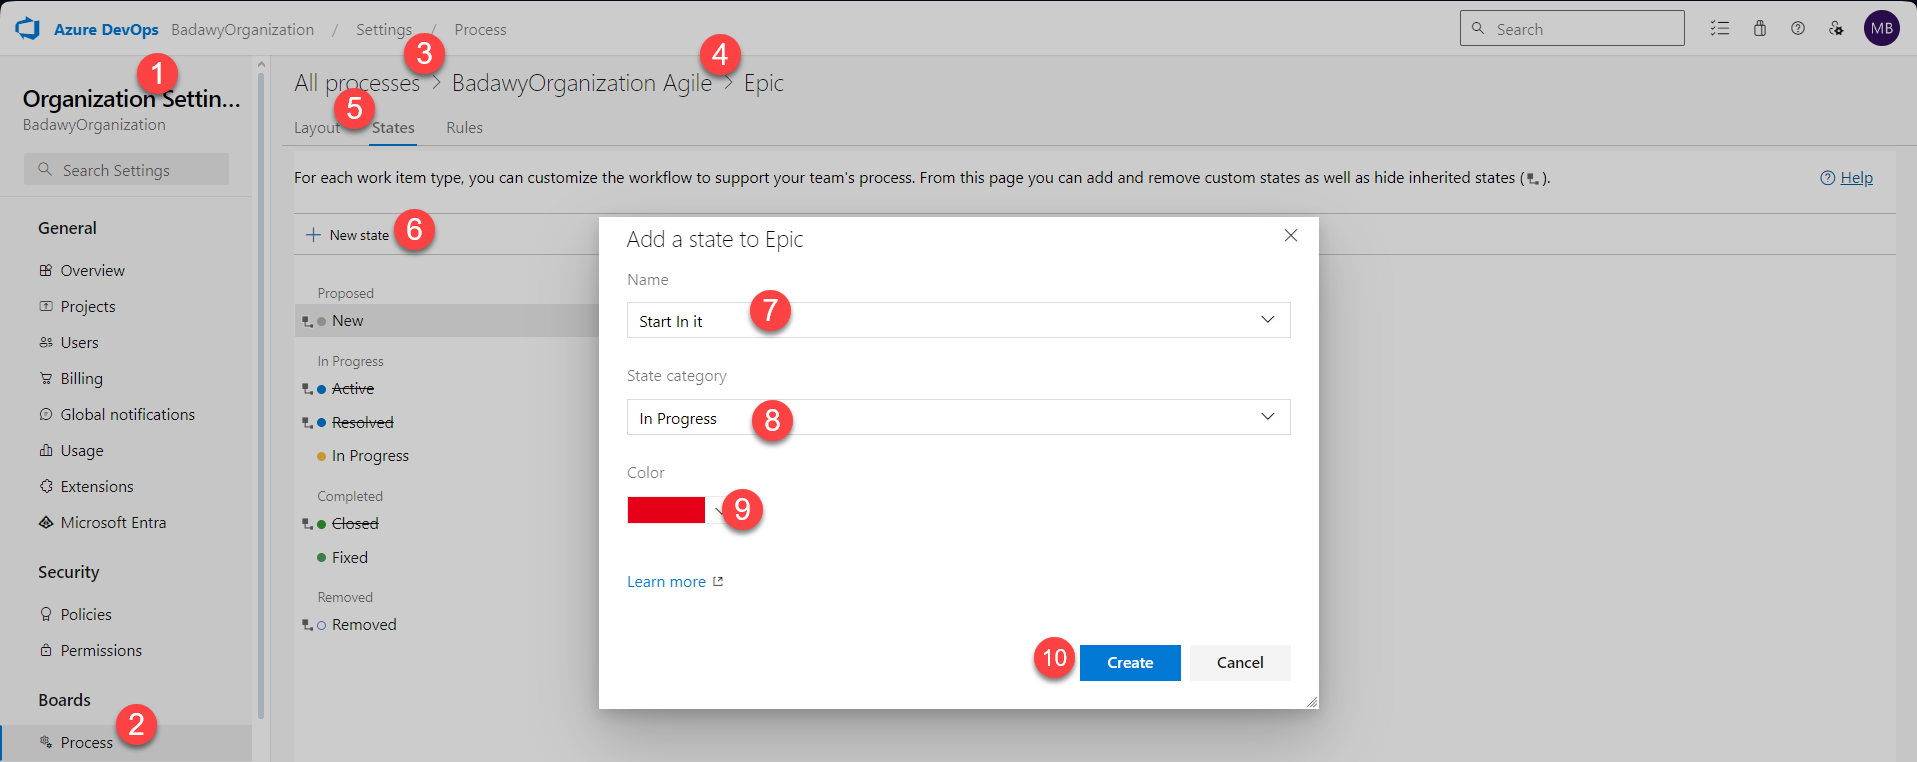 Azure DevOps BadawyOrganization / Settings / Process
Search
MB
1
3
4
Organization Settin...
BadawyOrganization
Search Settings
General
Overview
Projects
Users
Billing
Global notifications
Usage
Extensions
Microsoft Entra
Security
Policies
Permissions
Boards
2
Process
All processes > BadawyOrganization Agile > Epic
5
Layout States Rules
For each work item type, you can customize the workflow to support your team's process. From this page you can add and remove custom states as well as hide inherited states ( ).
Help
New state
6
Proposed
New
In Progress
Active
Resolved
In Progress
Completed
Closed
Fixed
Removed
Removed
Add a state to Epic
Name
Start In it
7
State category
In Progress
8
Color
9
Learn more
10
Create
Cancel